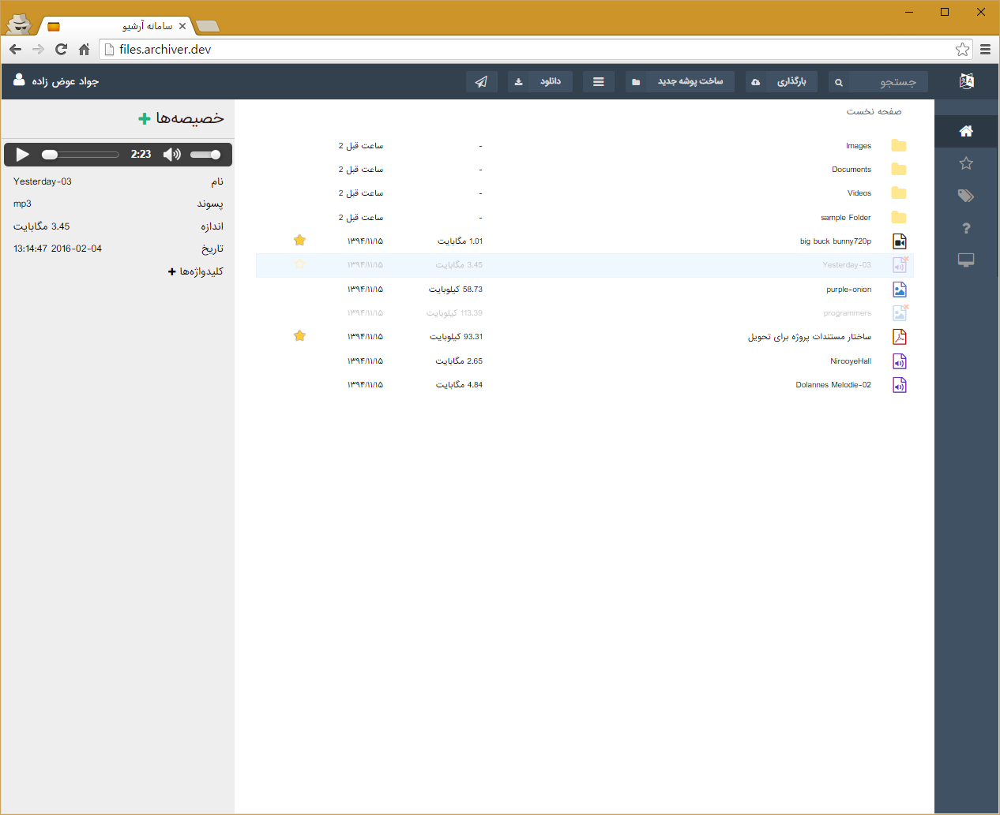 سامانه آرشیو
files.archiver.dev
جستجو
بارگذاری
ساخت پوشه جدید
دانلود
جواد عوض زاده
صفحه نخست
Images - 2 ساعت قبل
Documents - 2 ساعت قبل
Videos - 2 ساعت قبل
sample Folder - 2 ساعت قبل
big buck bunny720p 1.01 مگابایت ۱۳۹۴/۱۱/۱۵
Yesterday-03 3.45 مگابایت ۱۳۹۴/۱۱/۱۵
purple-onion 58.73 کیلوبایت ۱۳۹۴/۱۱/۱۵
programmers 113.39 کیلوبایت ۱۳۹۴/۱۱/۱۵
ساختار مستندات پروژه برای تحویل 93.31 کیلوبایت ۱۳۹۴/۱۱/۱۵
NirooyeHall 2.65 مگابایت ۱۳۹۴/۱۱/۱۵
Dolannes Melodie-02 4.84 مگابایت ۱۳۹۴/۱۱/۱۵
خصیصه‌ها
2:23
نام Yesterday-03
پسوند mp3
اندازه 3.45 مگابایت
تاریخ 2016-02-04 13:14:47
کلیدواژه‌ها